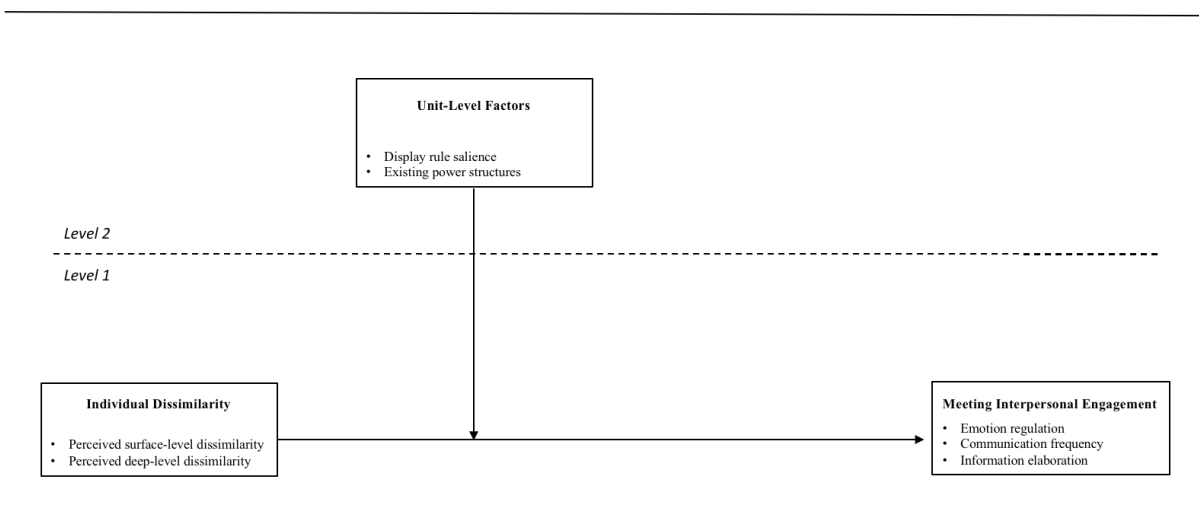 Unit-Level Factors
• Display rule salience
• Existing power structures
Level 2
Level 1
Individual Dissimilarity
• Perceived surface-level dissimilarity
• Perceived deep-level dissimilarity
Meeting Interpersonal Engagement
• Emotion regulation
• Communication frequency
• Information elaboration